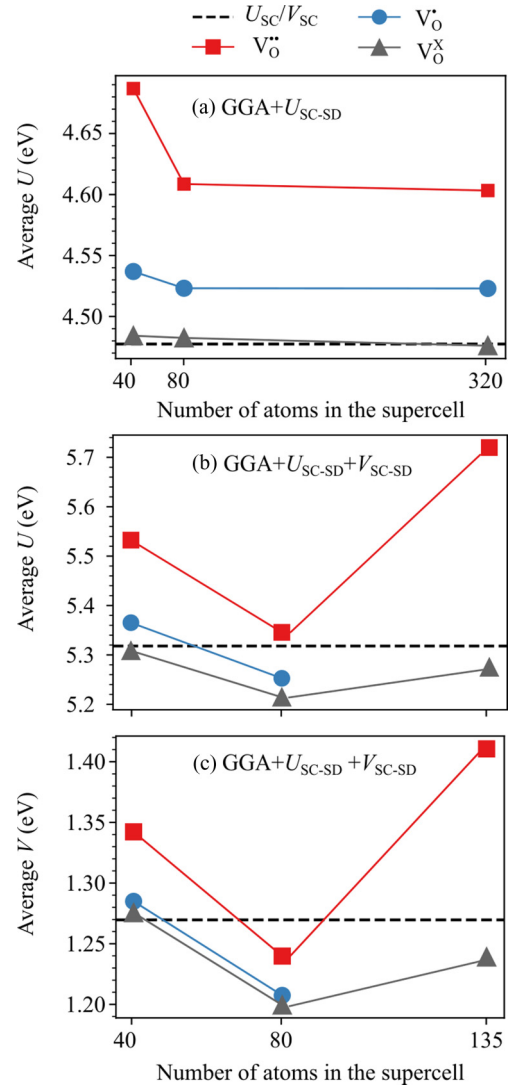 U_SC/V_SC V_O^•
V_O^•• V_O^X
(a) GGA+U_SC-SD
Average U (eV)
4.65
4.60
4.55
4.50
40 80 320
Number of atoms in the supercell
(b) GGA+U_SC-SD+V_SC-SD
Average U (eV)
5.7
5.6
5.5
5.4
5.3
5.2
(c) GGA+U_SC-SD +V_SC-SD
Average V (eV)
1.40
1.35
1.30
1.25
1.20
40 80 135
Number of atoms in the supercell